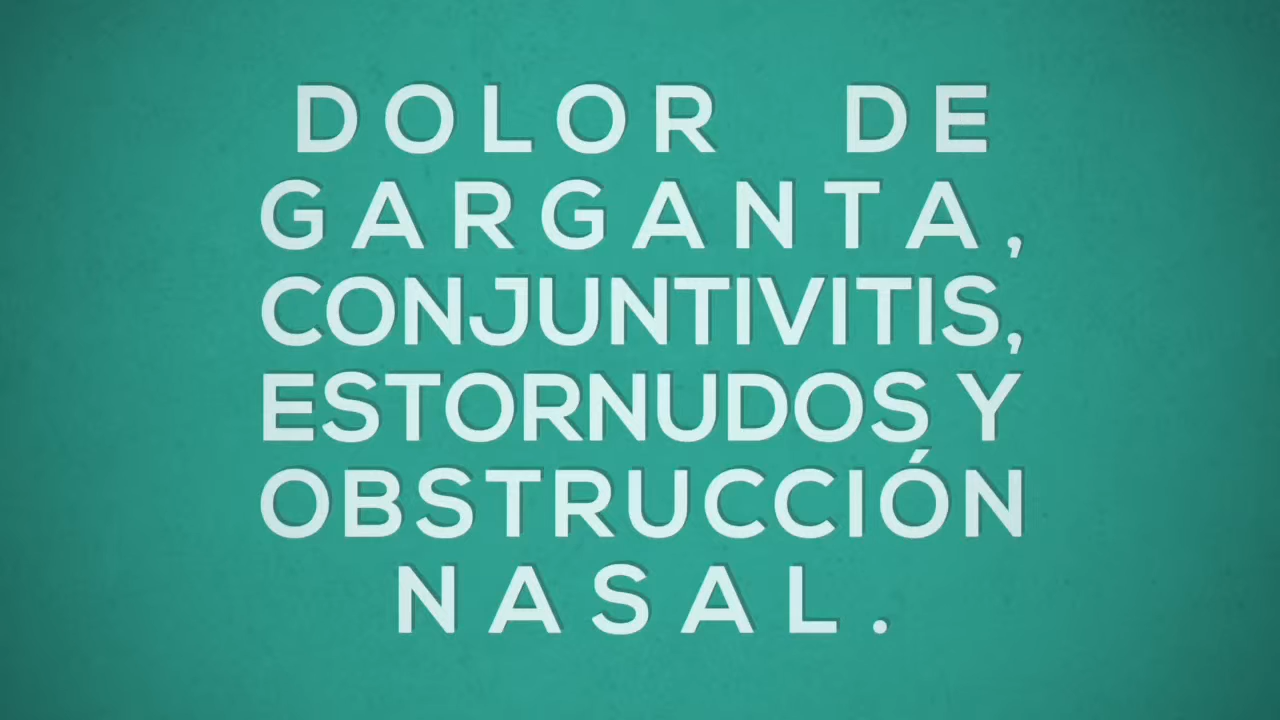 DOLOR DE
GARGANTA,
CONJUNTIVITIS,
ESTORNUDOS Y
OBSTRUCCIÓN
NASAL.